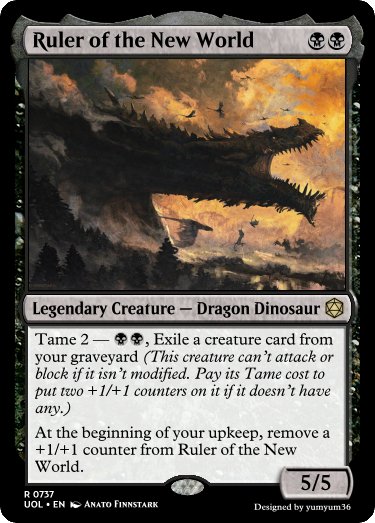 Ruler of the New World
Legendary Creature — Dragon Dinosaur
Tame 2 — , Exile a creature card from
your graveyard (This creature can't attack or
block if it isn't modified. Pay its Tame cost to
put two +1/+1 counters on it if it doesn't have
any.)
At the beginning of your upkeep, remove a
+1/+1 counter from Ruler of the New
World.
5/5
R 0737
UOL • EN Anato Finnstark
Designed by yumyum36